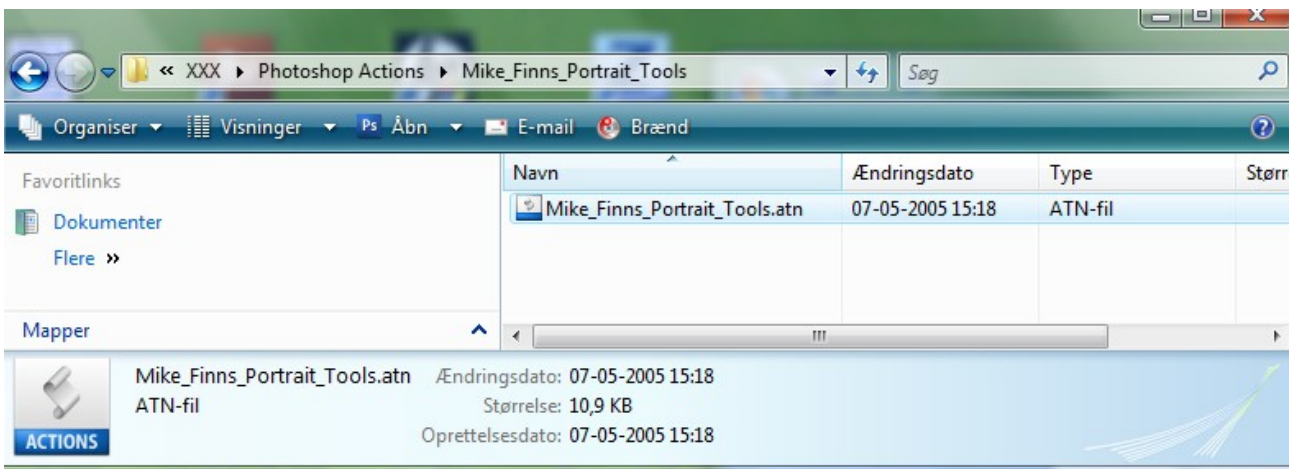 « XXX ▸ Photoshop Actions ▸ Mike_Finns_Portrait_Tools Søg
Organiser Visninger Ps Åbn E-mail Brænd
Favoritlinks
Dokumenter
Flere »
Mapper
Navn Ændringsdato Type Størr
Mike_Finns_Portrait_Tools.atn 07-05-2005 15:18 ATN-fil
ACTIONS
Mike_Finns_Portrait_Tools.atn Ændringsdato: 07-05-2005 15:18
ATN-fil Størrelse: 10,9 KB
Oprettelsesdato: 07-05-2005 15:18